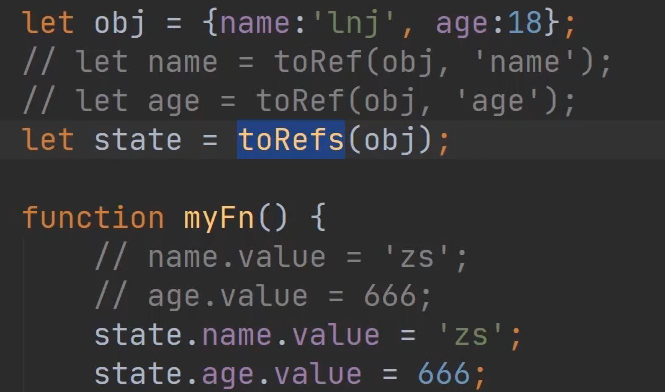 let obj = {name:'lnj', age:18};
// let name = toRef(obj, 'name');
// let age = toRef(obj, 'age');
let state = toRefs(obj);
function myFn() {
// name.value = 'zs';
// age.value = 666;
state.name.value = 'zs';
state.age.value = 666;